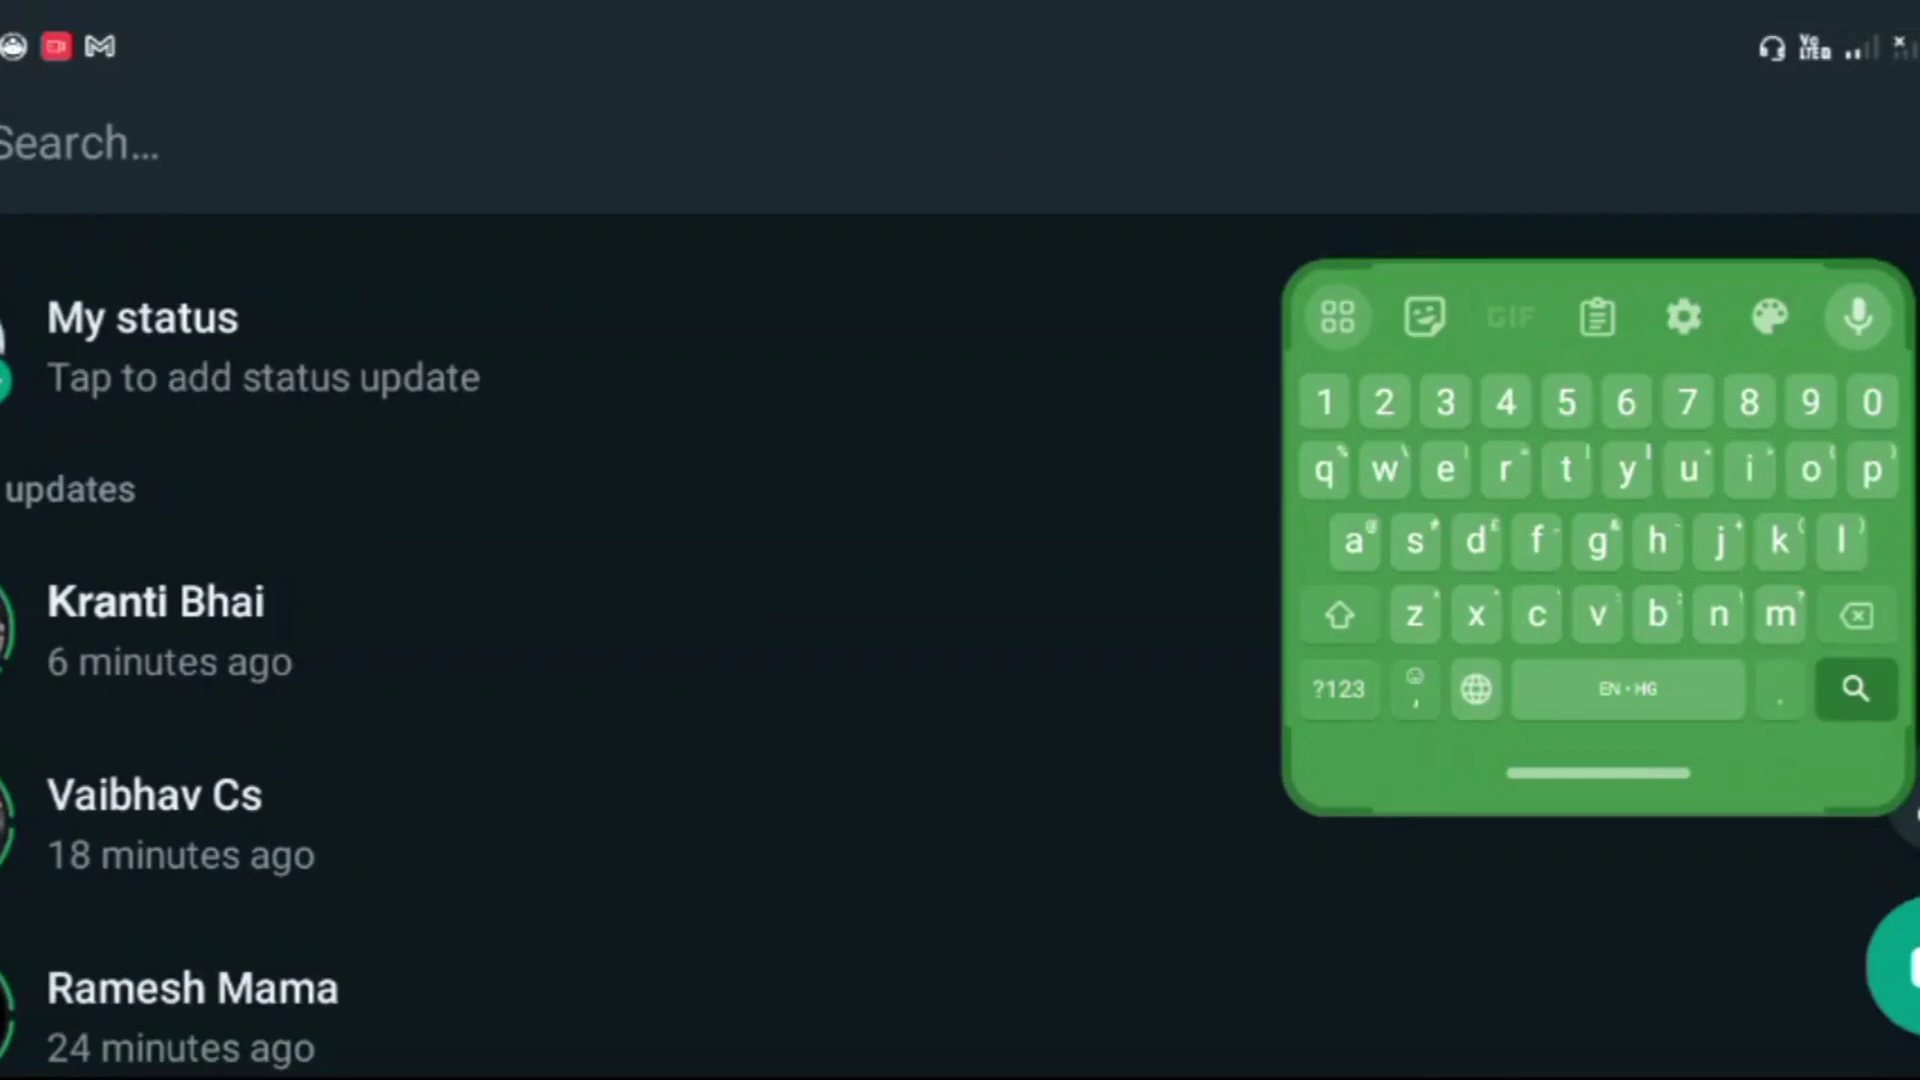 Vo
LTE
Search...
My status
Tap to add status update
updates
Kranti Bhai
6 minutes ago
Vaibhav Cs
18 minutes ago
Ramesh Mama
24 minutes ago
GIF
1 2 3 4 5 6 7 8 9 0
q w e r t y u i o p
a s d f g h j k l
z x c v b n m
?123 , EN • HG .